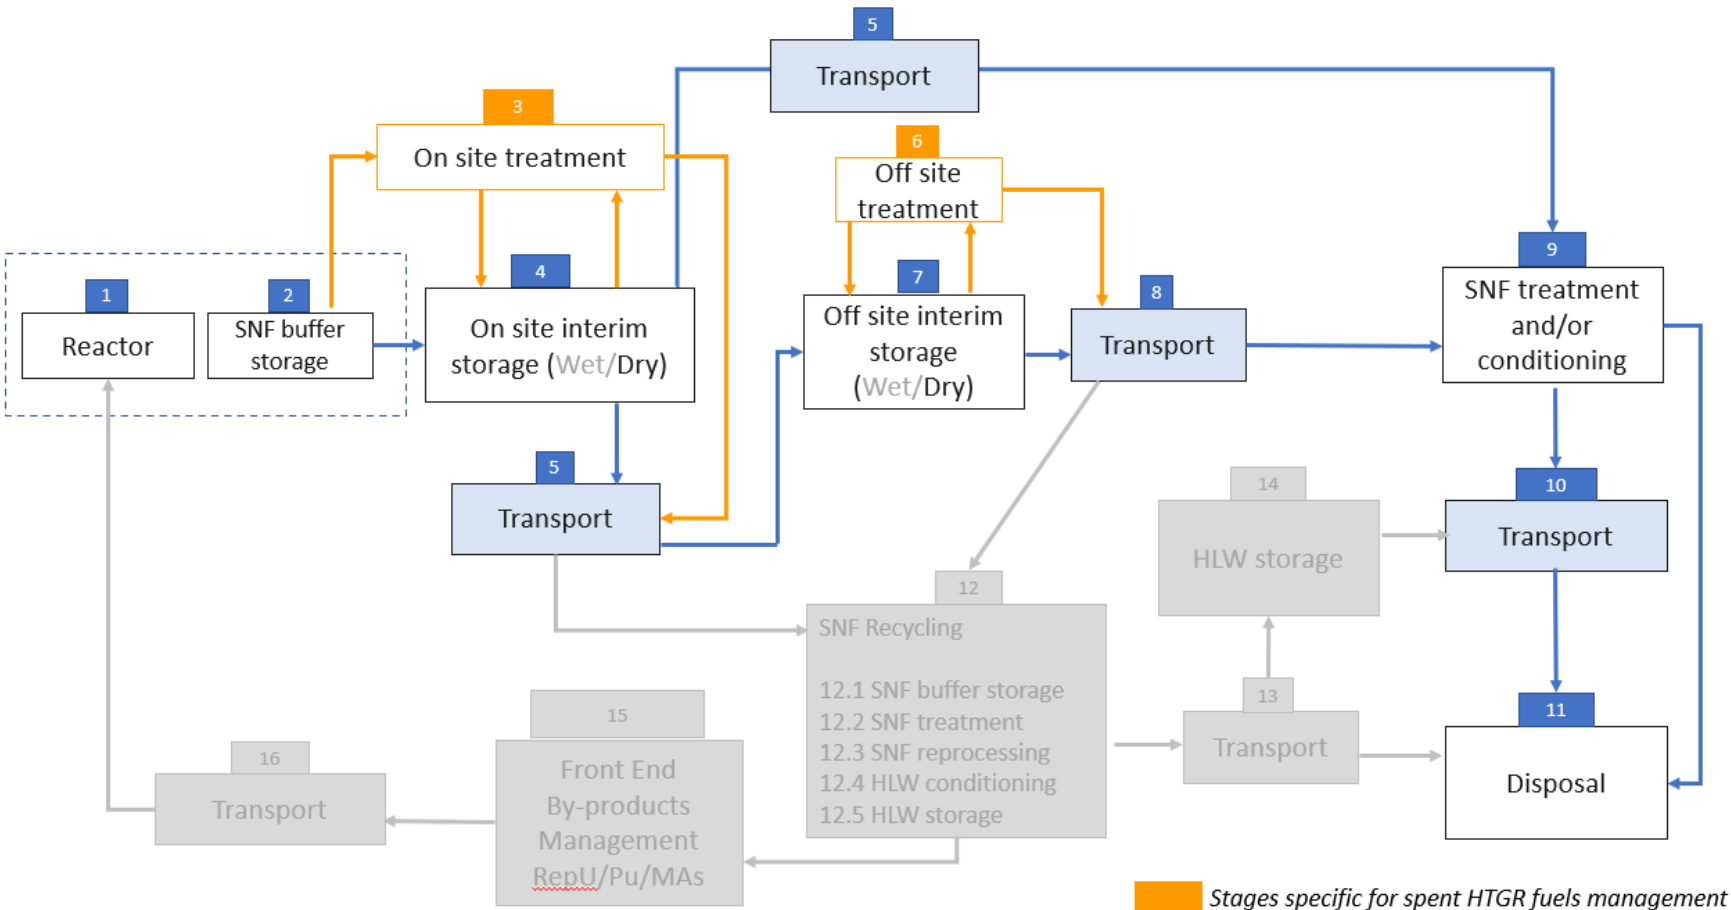 5
Transport
3
On site treatment
6
Off site
treatment
1
Reactor
2
SNF buffer
storage
4
On site interim
storage (Wet/Dry)
7
Off site interim
storage
(Wet/Dry)
8
Transport
9
SNF treatment
and/or
conditioning
5
Transport
10
Transport
14
HLW storage
12
SNF Recycling
12.1 SNF buffer storage
12.2 SNF treatment
12.3 SNF reprocessing
12.4 HLW conditioning
12.5 HLW storage
13
Transport
11
Disposal
15
Front End
By-products
Management
RepU/Pu/MAs
16
Transport
Stages specific for spent HTGR fuels management